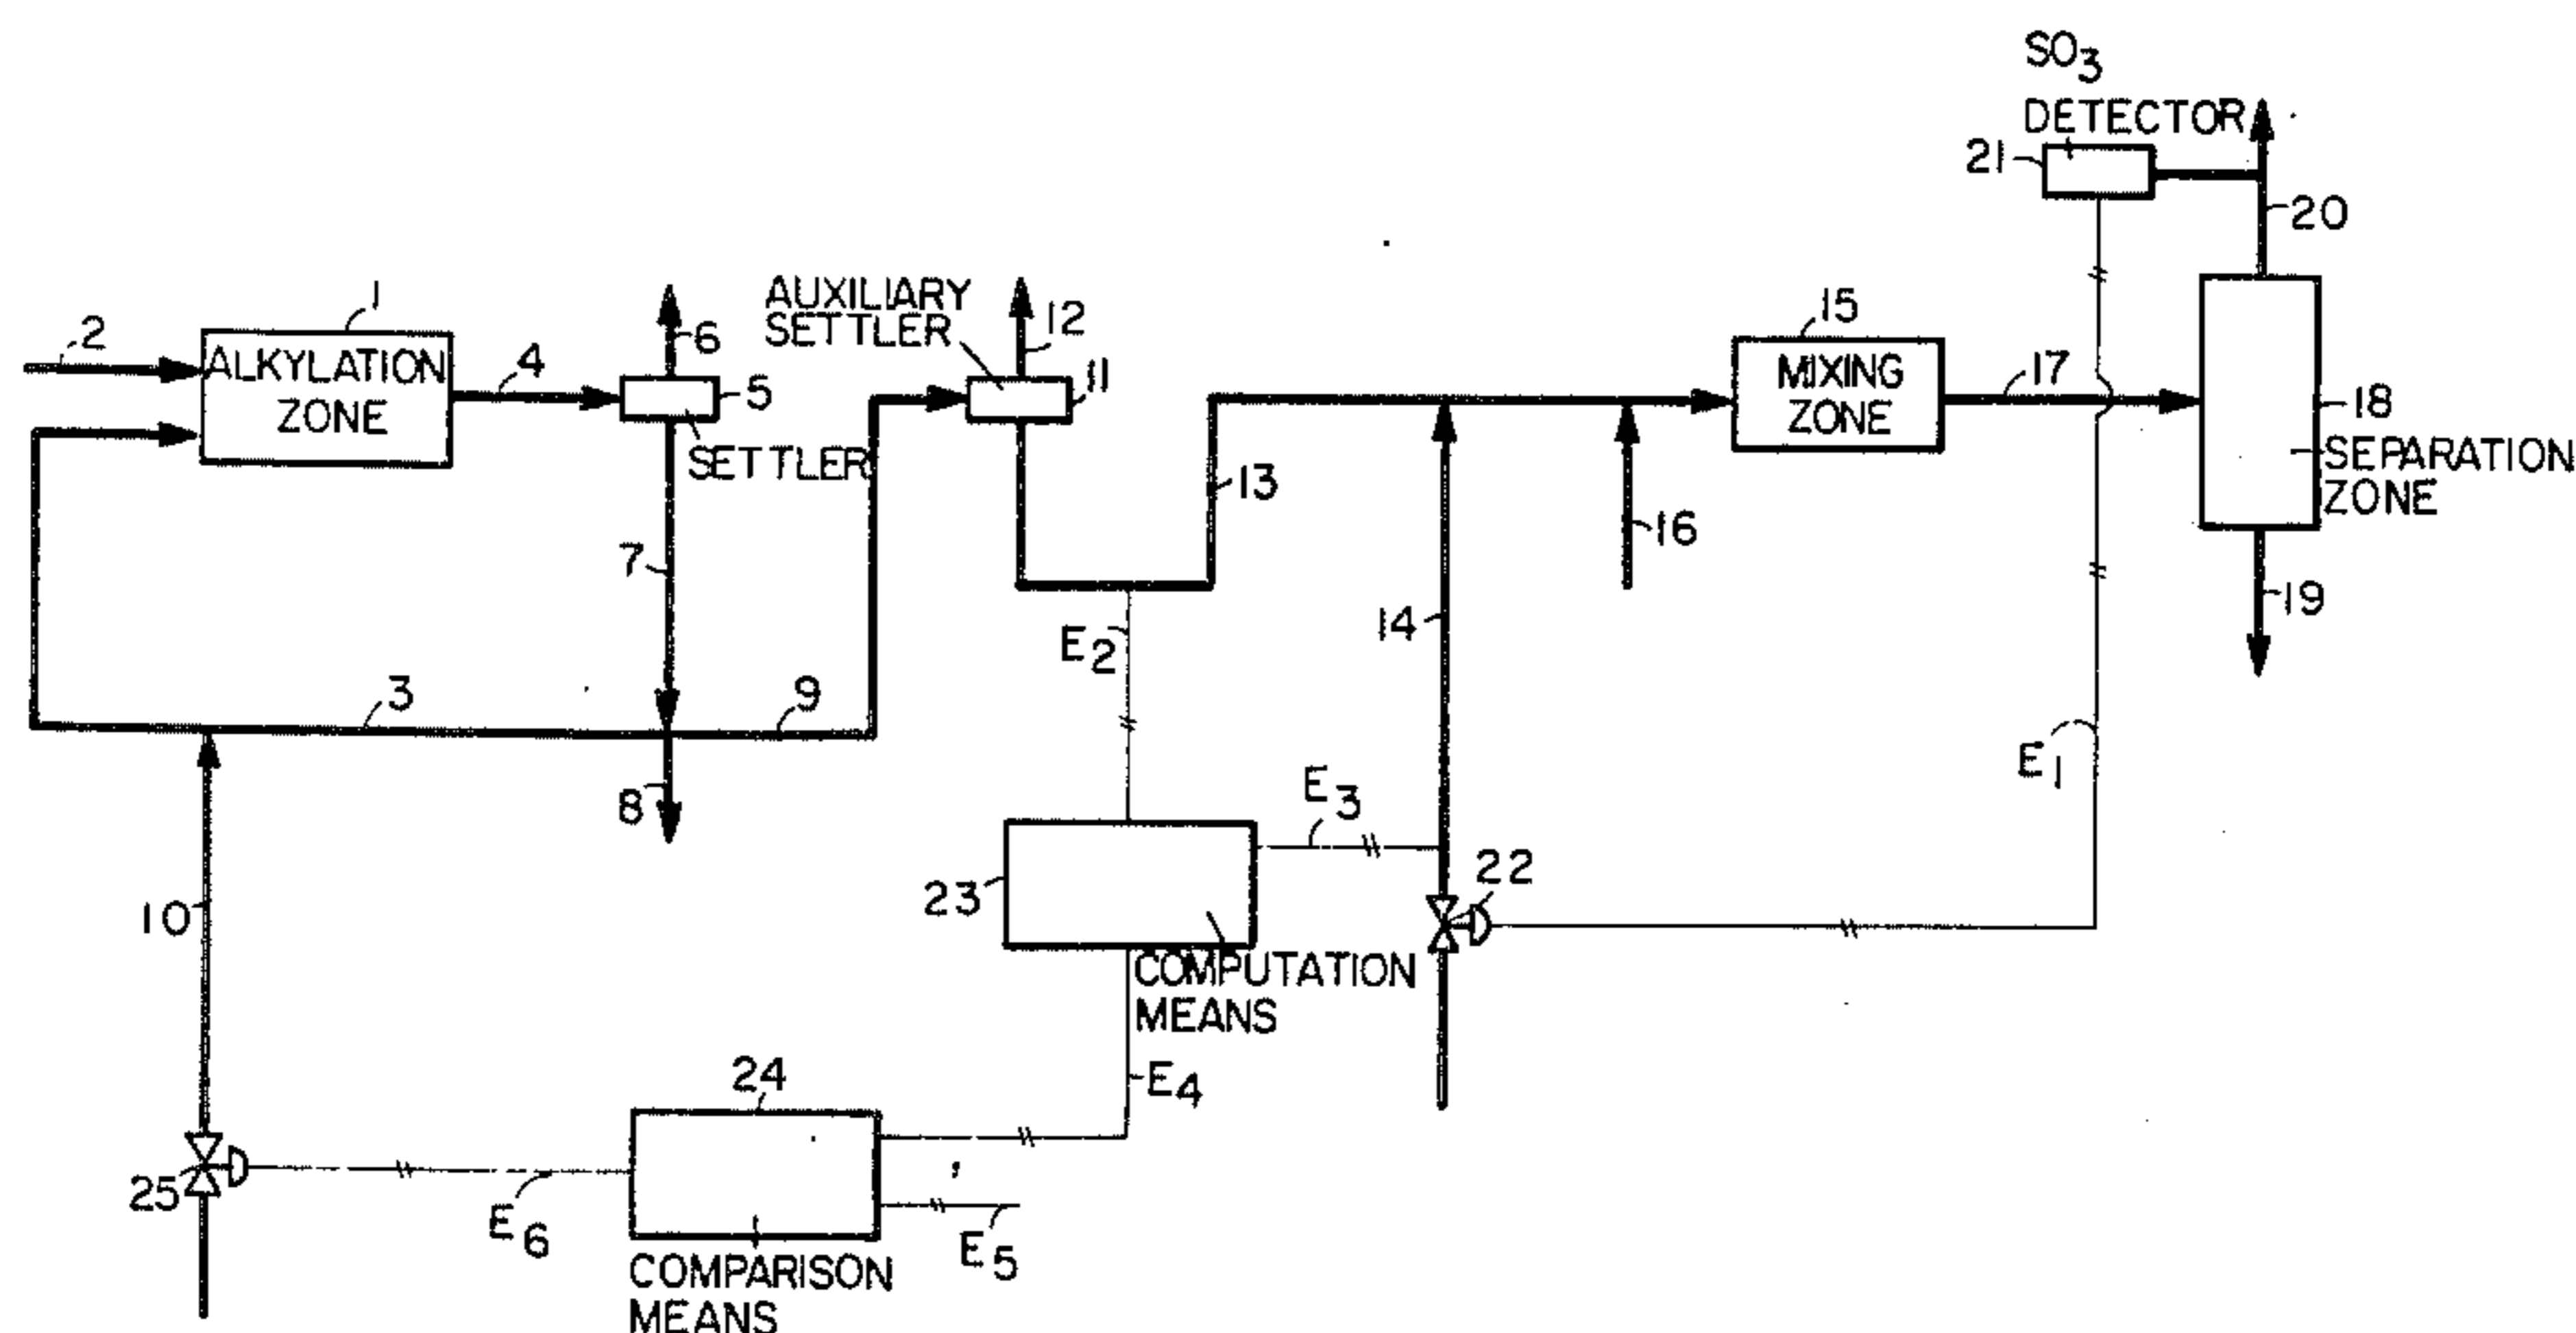 SO3
DETECTOR
21
20
1
2
ALKYLATION
ZONE
4
6
5
SETTLER
AUXILIARY
SETTLER
12
11
13
15
MIXING
ZONE
17
18
SEPARATION
ZONE
16
14
19
7
E2
3
9
8
E3
E1
10
23
22
COMPUTATION
MEANS
24
E4
25
E6
E5
COMPARISON
MEANS